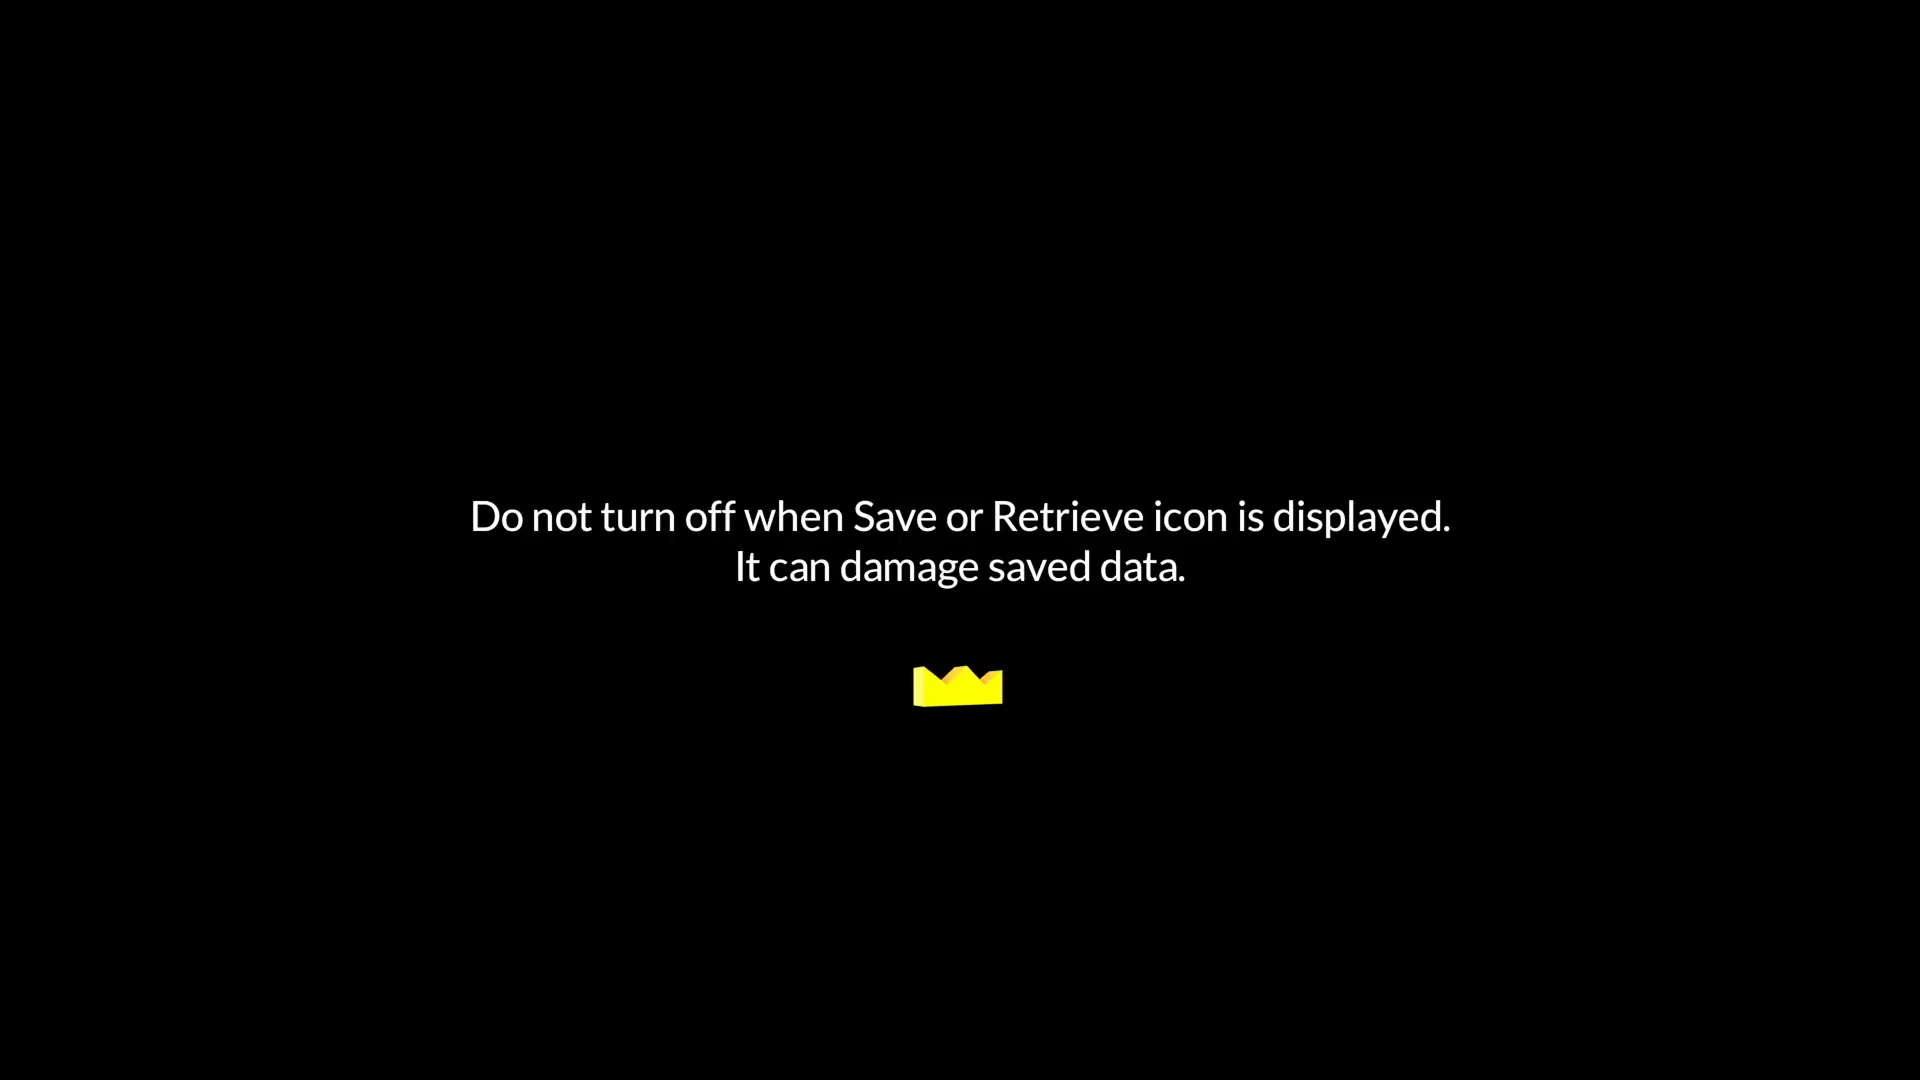 Do not turn off when Save or Retrieve icon is displayed.
It can damage saved data.